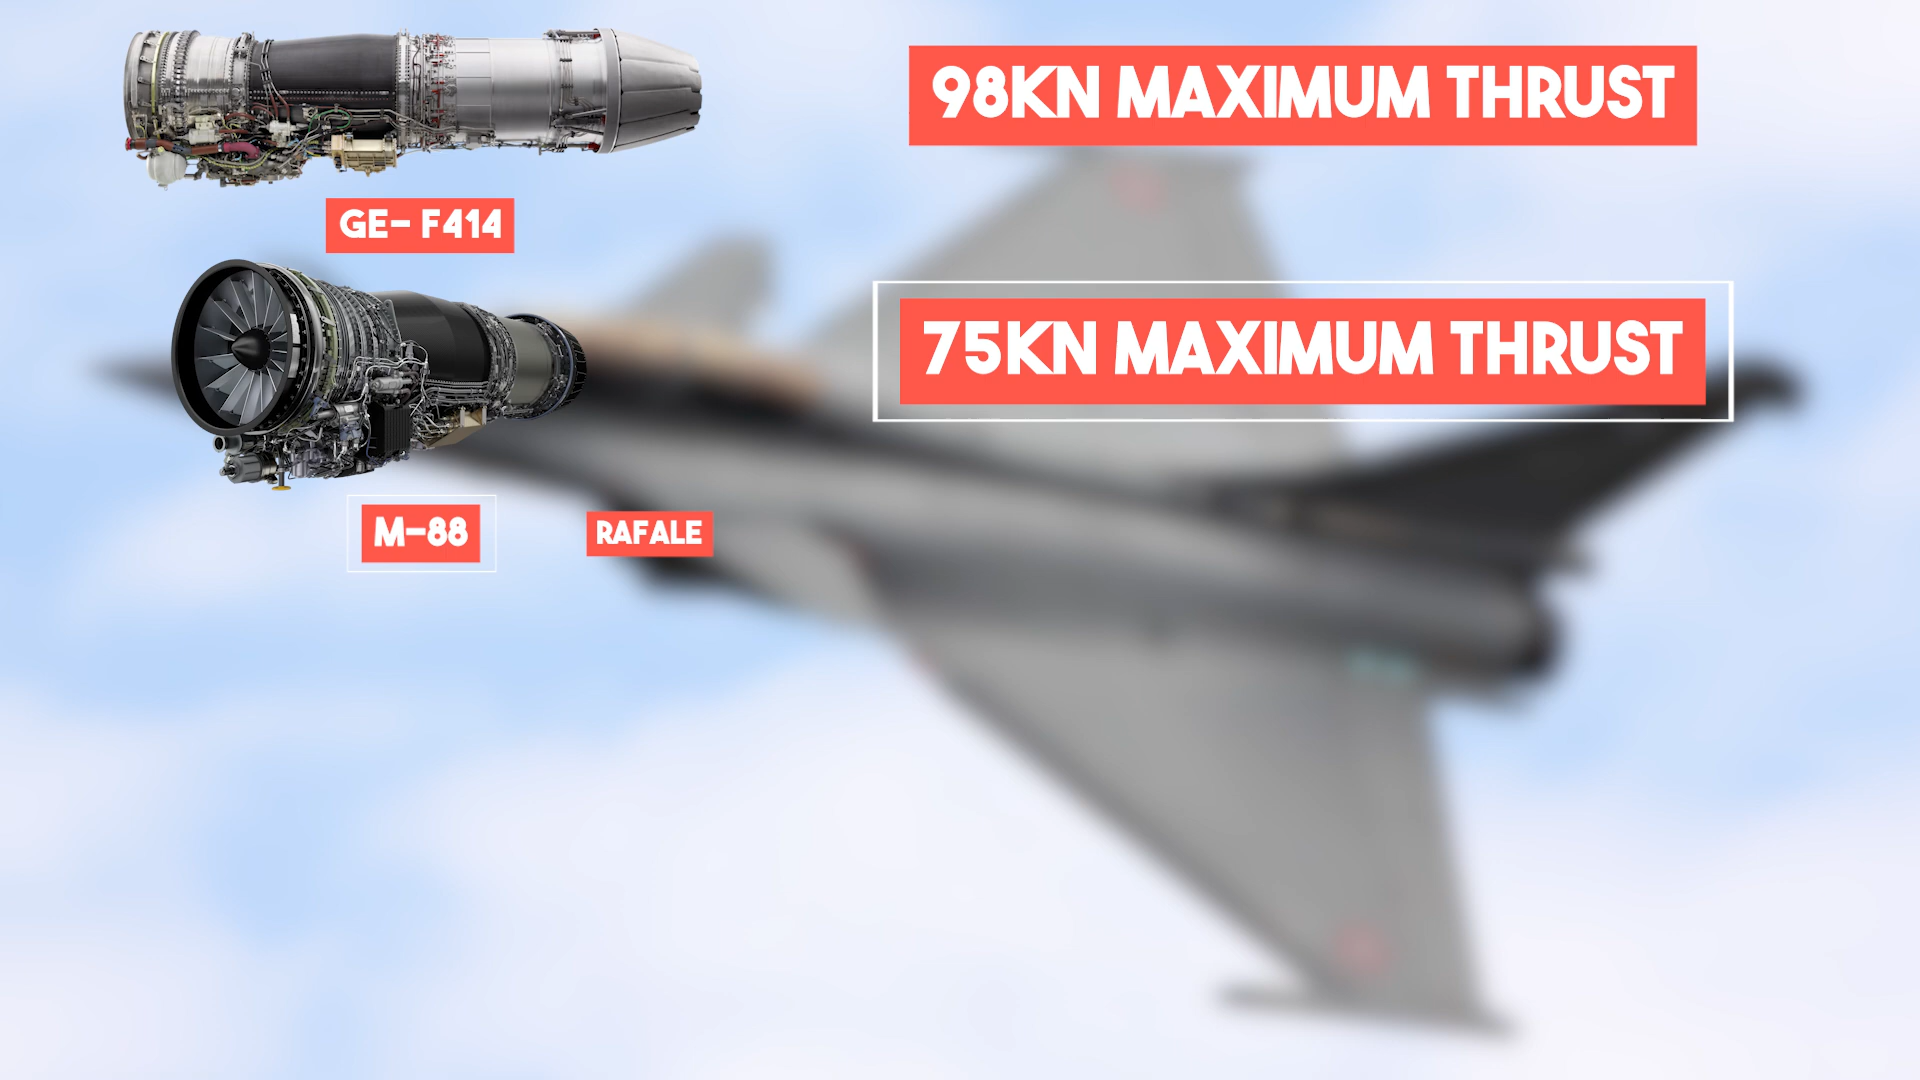 98KN MAXIMUM THRUST
GE- F414
75KN MAXIMUM THRUST
M-88
RAFALE